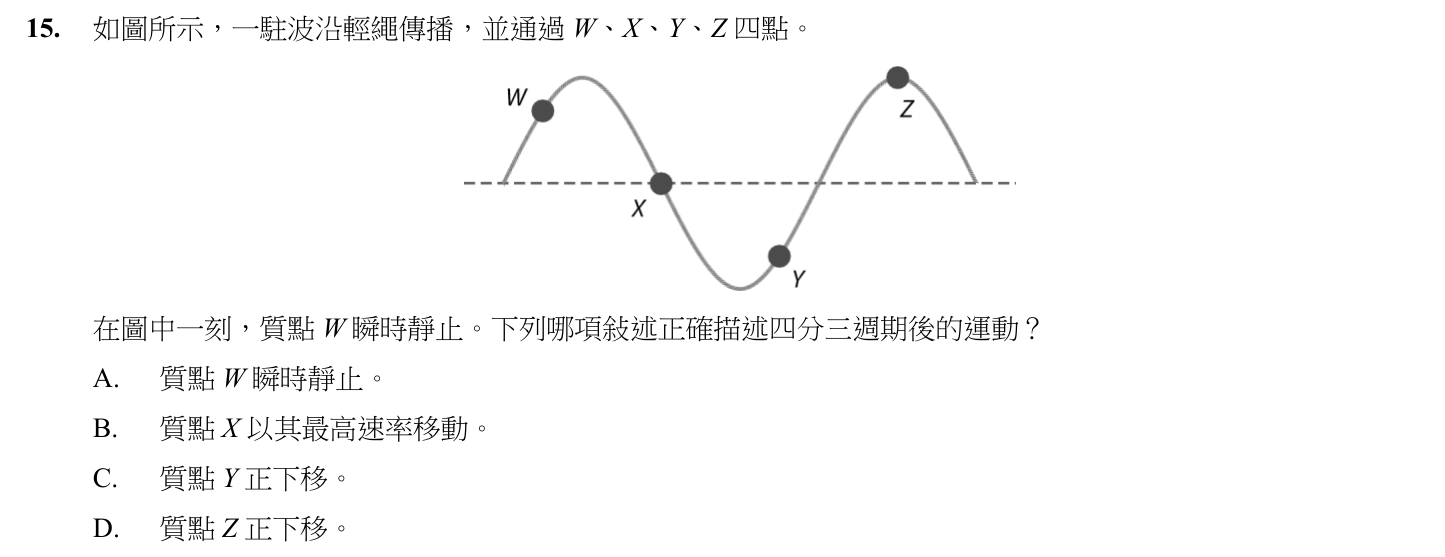 15. 如圖所示，一駐波沿輕繩傳播，並通過 W、X、Y、Z 四點。
W
Z
X
Y
在圖中一刻，質點 W 瞬時靜止。下列哪項敍述正確描述四分三週期後的運動？
A. 質點 W 瞬時靜止。
B. 質點 X 以其最高速率移動。
C. 質點 Y 正下移。
D. 質點 Z 正下移。